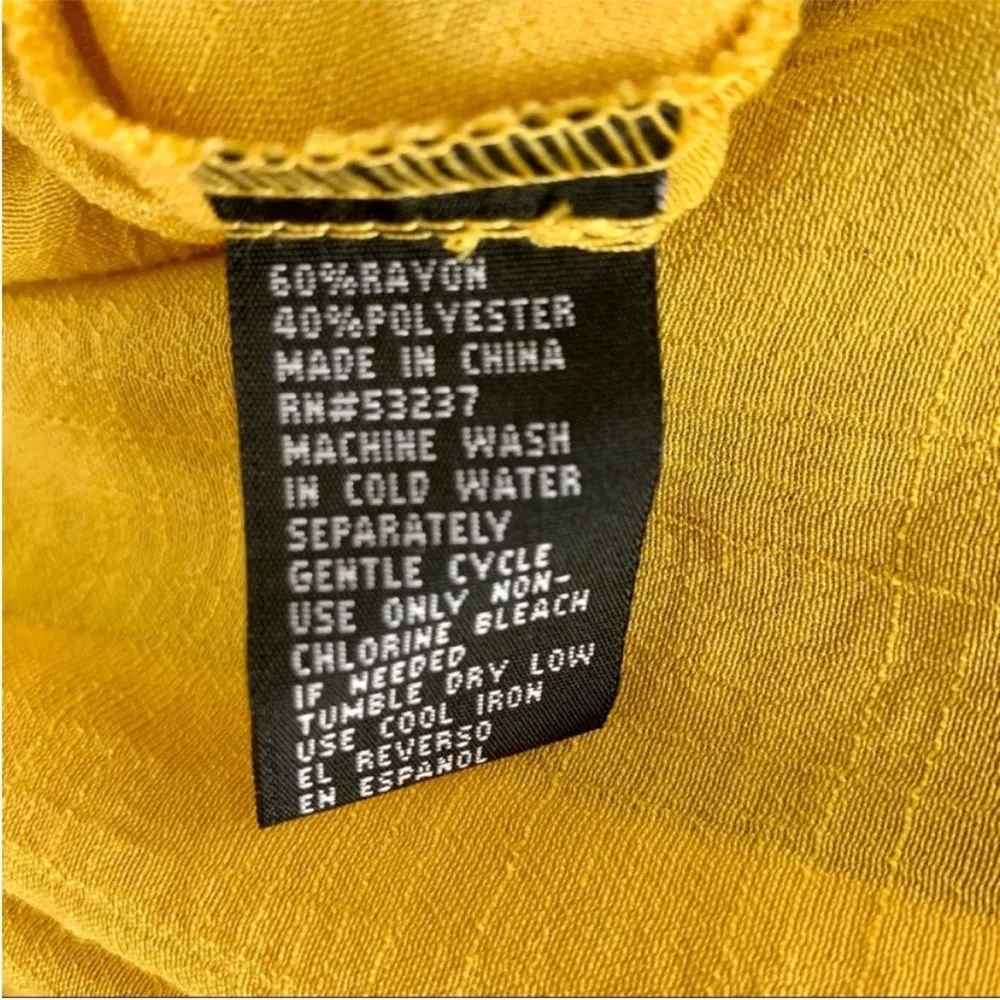 60%RAYON
40%POLYESTER
MADE IN CHINA
RN#53237
MACHINE WASH
IN COLD WATER
SEPARATELY
GENTLE CYCLE
USE ONLY NON-
CHLORINE BLEACH
IF NEEDED
TUMBLE DRY LOW
USE COOL IRON
EL REVERSO
EN ESPANOL